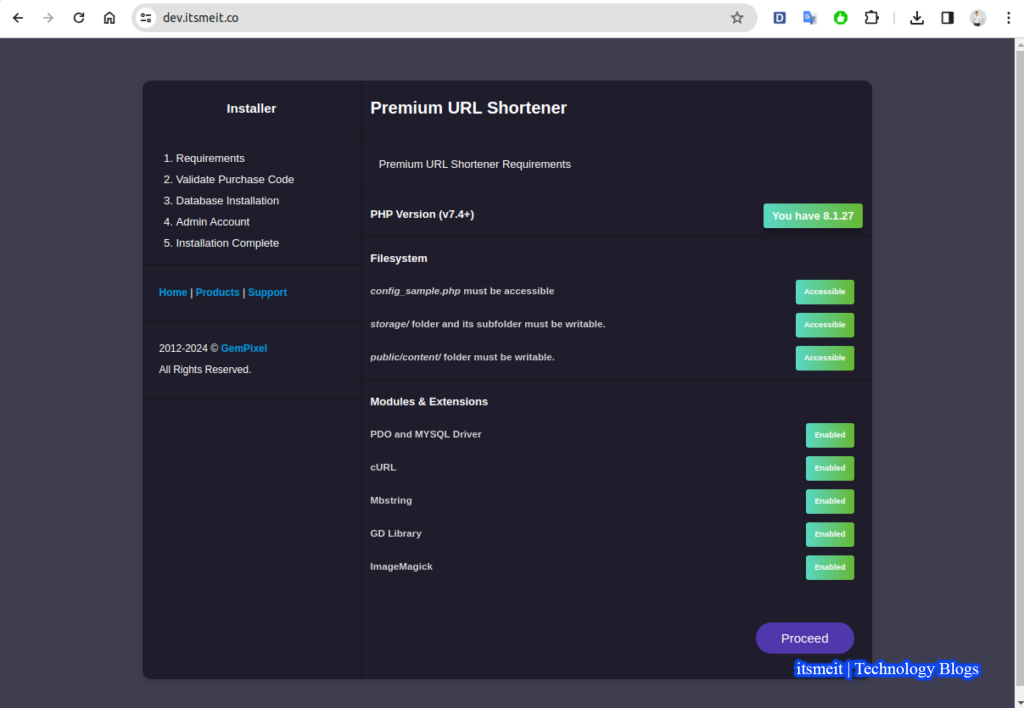 dev.itsmeit.co
Installer
1. Requirements
2. Validate Purchase Code
3. Database Installation
4. Admin Account
5. Installation Complete
Home | Products | Support
2012-2024 © GemPixel
All Rights Reserved.
Premium URL Shortener
Premium URL Shortener Requirements
PHP Version (v7.4+) You have 8.1.27
Filesystem
config_sample.php must be accessible Accessible
storage/ folder and its subfolder must be writable. Accessible
public/content/ folder must be writable. Accessible
Modules & Extensions
PDO and MYSQL Driver Enabled
cURL Enabled
Mbstring Enabled
GD Library Enabled
ImageMagick Enabled
Proceed
itsmeit | Technology Blogs